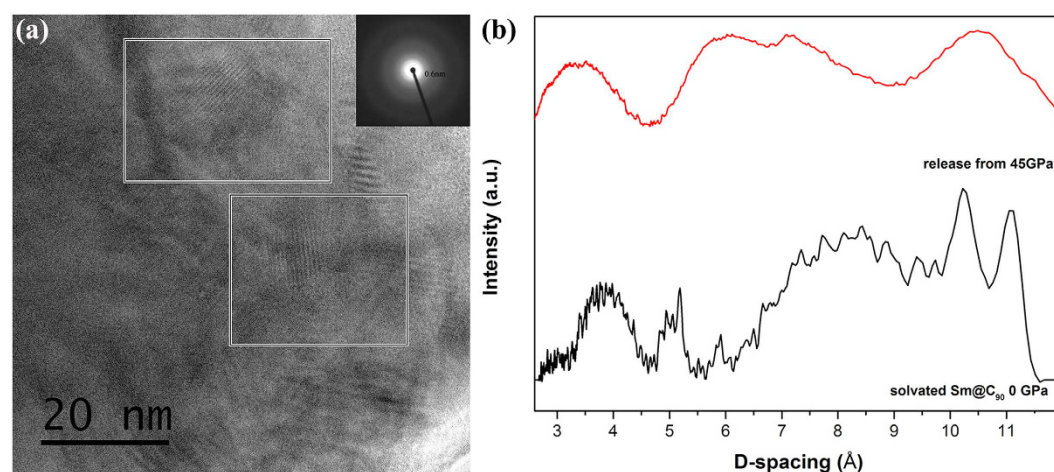 (a)
0.6nm
20 nm
(b)
Intensity (a.u.)
release from 45GPa
solvated Sm@C₉₀ 0 GPa
3 4 5 6 7 8 9 10 11
D-spacing (Å)